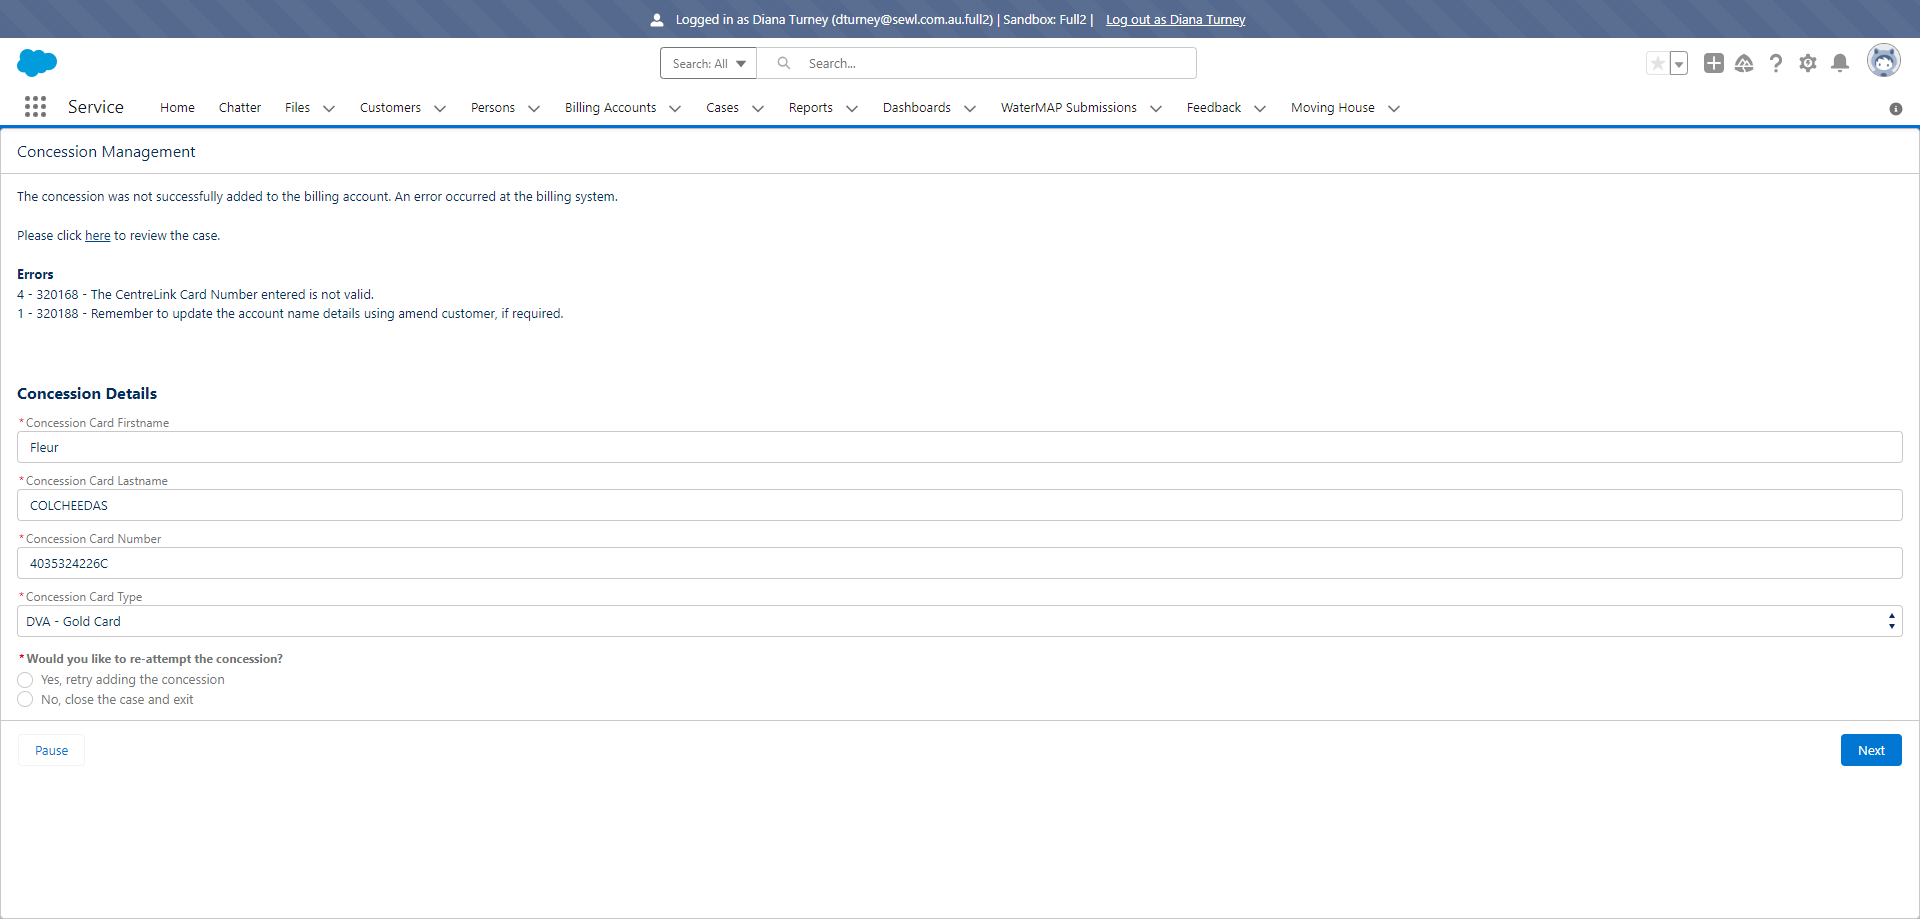 Logged in as Diana Turney (dturney@sewl.com.au.full2) | Sandbox: Full2 | Log out as Diana Turney
Search: All Search...
Service Home Chatter Files Customers Persons Billing Accounts Cases Reports Dashboards WaterMAP Submissions Feedback Moving House
Concession Management
The concession was not successfully added to the billing account. An error occurred at the billing system.
Please click here to review the case.
Errors
4 - 320168 - The CentreLink Card Number entered is not valid.
1 - 320188 - Remember to update the account name details using amend customer, if required.
Concession Details
*Concession Card Firstname
Fleur
*Concession Card Lastname
COLCHEEDAS
*Concession Card Number
4035324226C
*Concession Card Type
DVA - Gold Card
*Would you like to re-attempt the concession?
Yes, retry adding the concession
No, close the case and exit
Pause Next